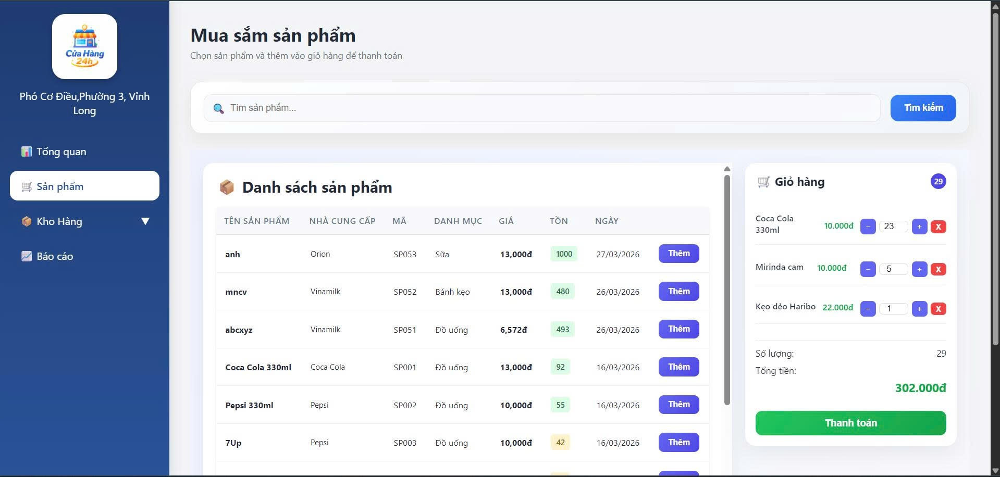 Cửa Hàng
24h
Phó Cơ Điều,Phường 3, Vỉnh
Long
Tổng quan
Sản phẩm
Kho Hàng ▼
Báo cáo
Mua sắm sản phẩm
Chọn sản phẩm và thêm vào giỏ hàng để thanh toán
Tìm sản phẩm...
Tìm kiếm
Danh sách sản phẩm
TÊN SẢN PHẨM NHÀ CUNG CẤP MÃ DANH MỤC GIÁ TỒN NGÀY
anh Orion SP053 Sữa 13,000đ 1000 27/03/2026 Thêm
mncv Vinamilk SP052 Bánh kẹo 13,000đ 480 26/03/2026 Thêm
abcxyz Vinamilk SP051 Đồ uống 6,572đ 493 26/03/2026 Thêm
Coca Cola 330ml Coca Cola SP001 Đồ uống 13,000đ 92 16/03/2026 Thêm
Pepsi 330ml Pepsi SP002 Đồ uống 10,000đ 55 16/03/2026 Thêm
7Up Pepsi SP003 Đồ uống 10,000đ 42 16/03/2026 Thêm
Giỏ hàng 29
Coca Cola
330ml 10.000đ − 23 + X
Mirinda cam 10.000đ − 5 + X
Kẹo dẻo Haribo 22.000đ − 1 + X
Số lượng: 29
Tổng tiền:
302.000đ
Thanh toán